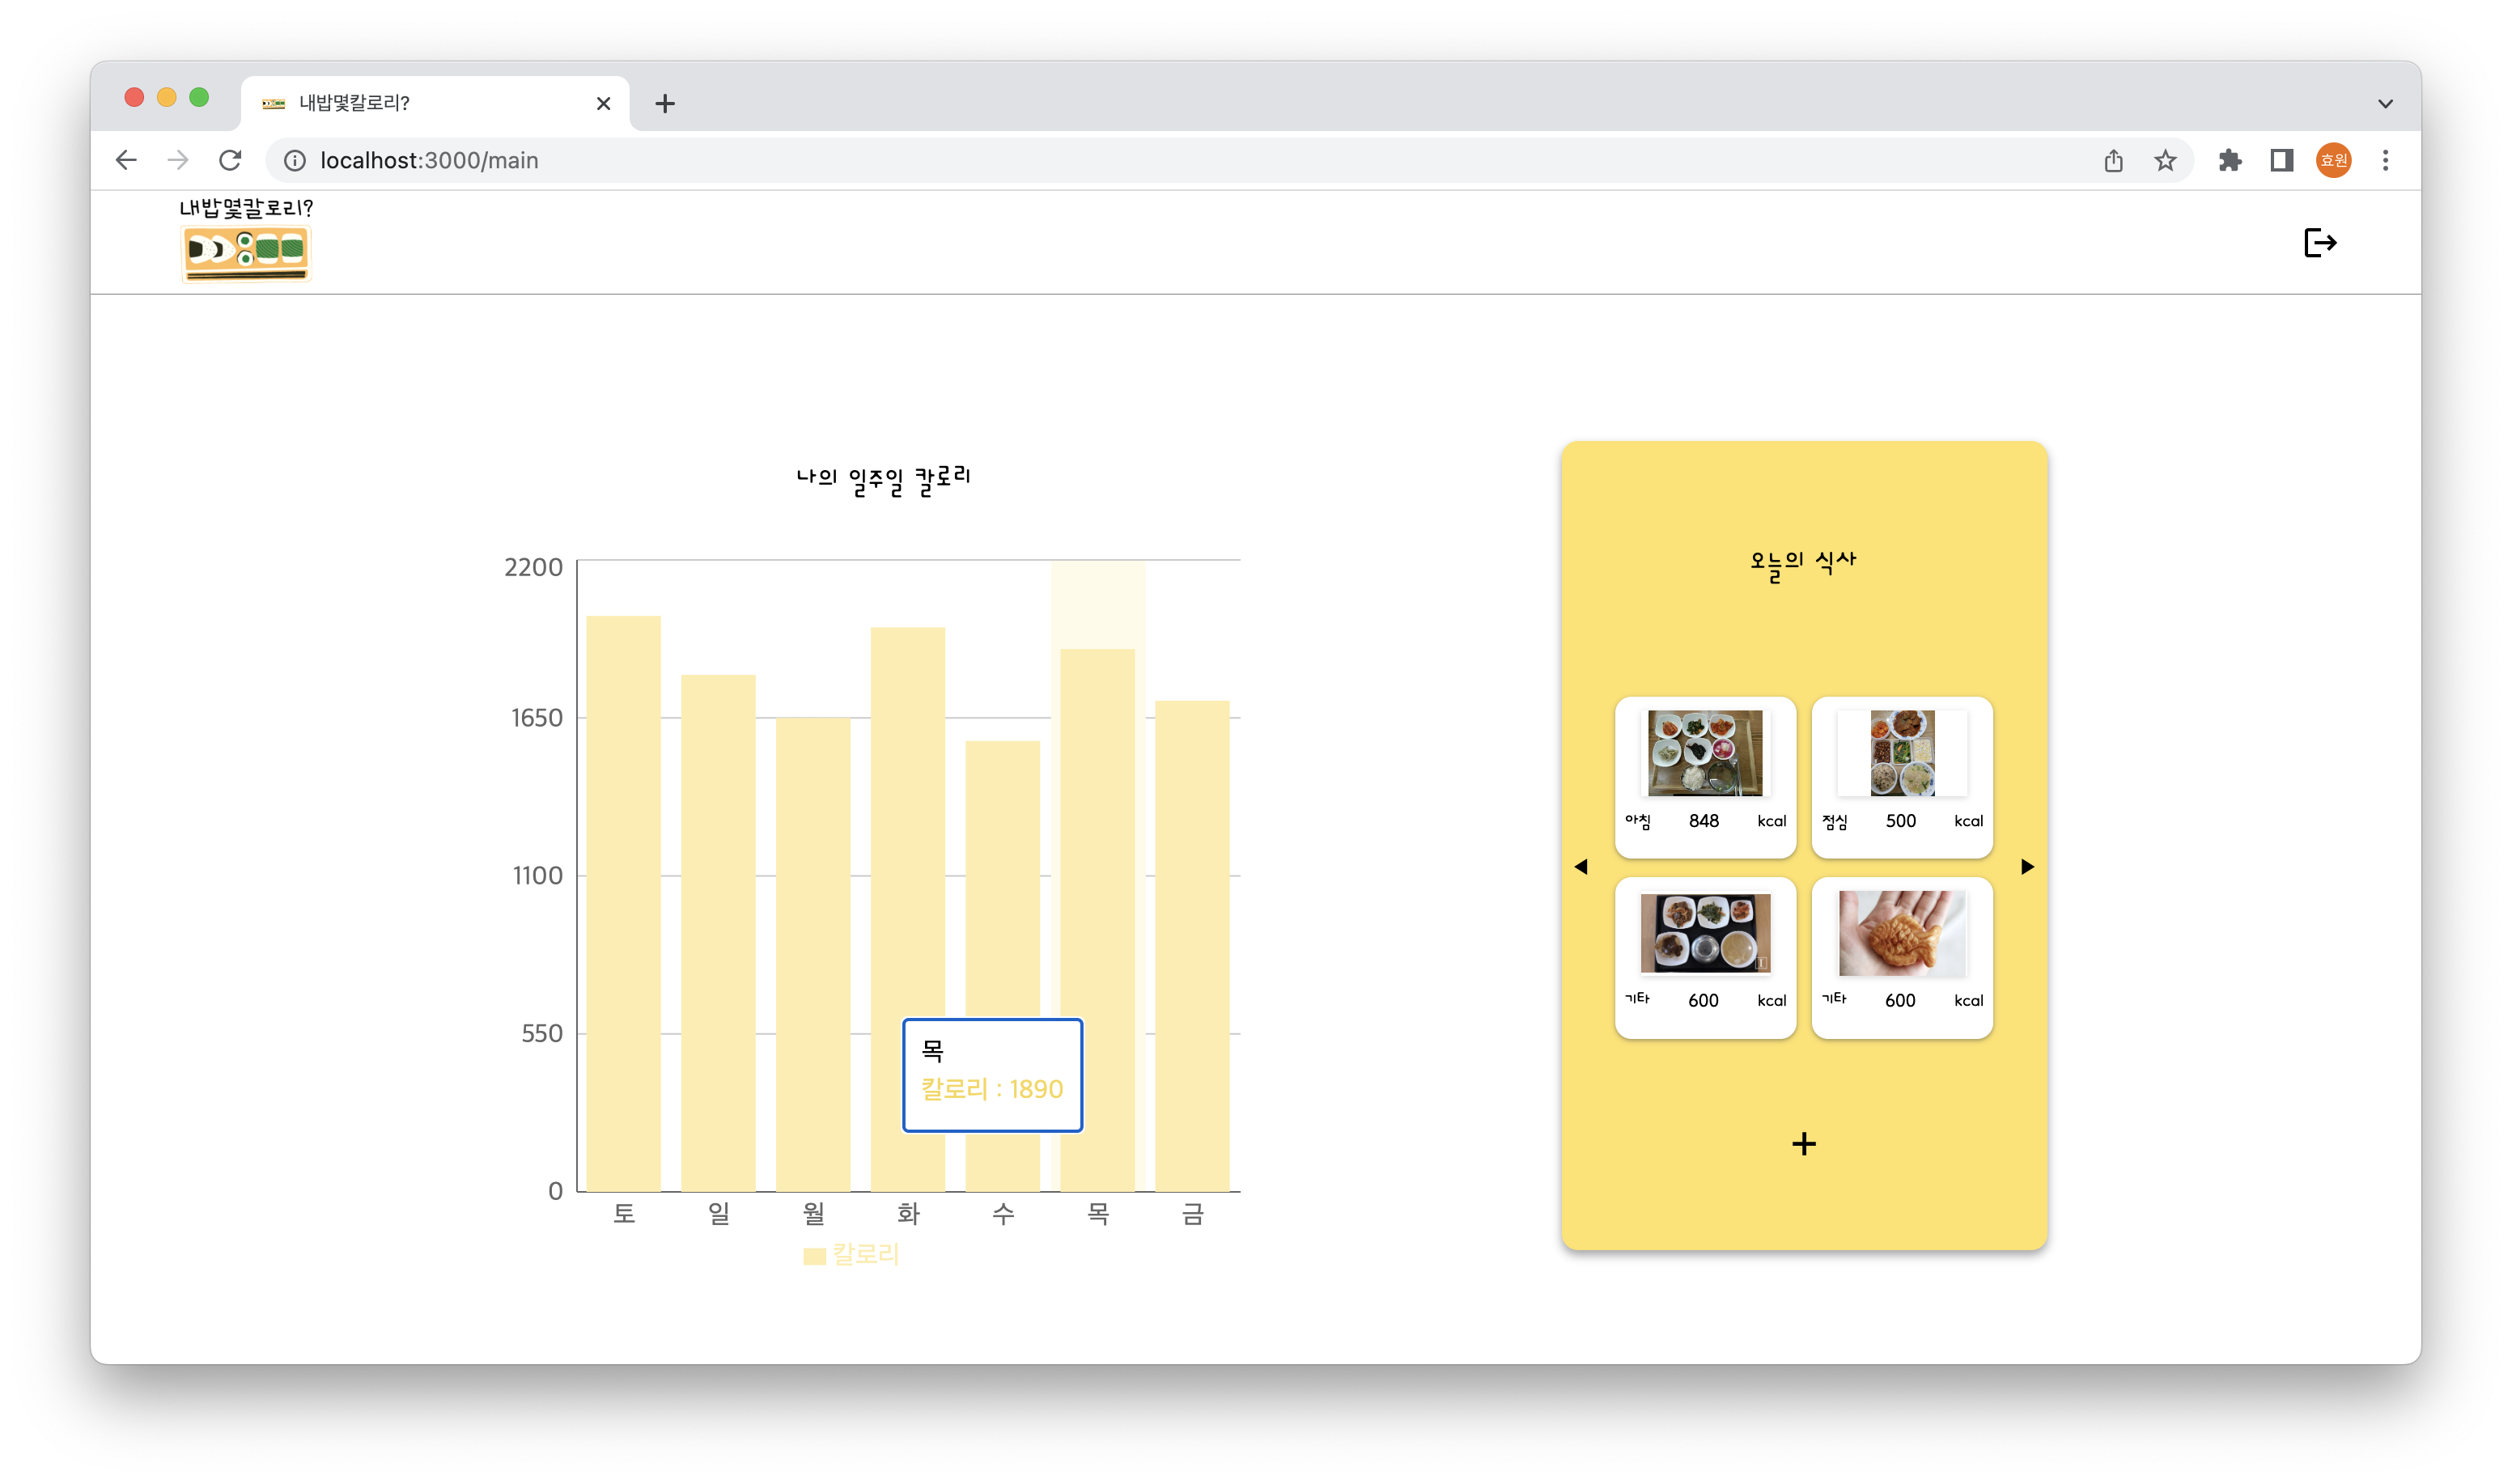 내밥몇칼로리?
localhost:3000/main
효원
내밥몇칼로리?
나의 일주일 칼로리
2200
1650
1100
550
0
토 일 월 화 수 목 금
칼로리
목
칼로리 : 1890
오늘의 식사
아침 848 kcal
점심 500 kcal
기타 600 kcal
기타 600 kcal